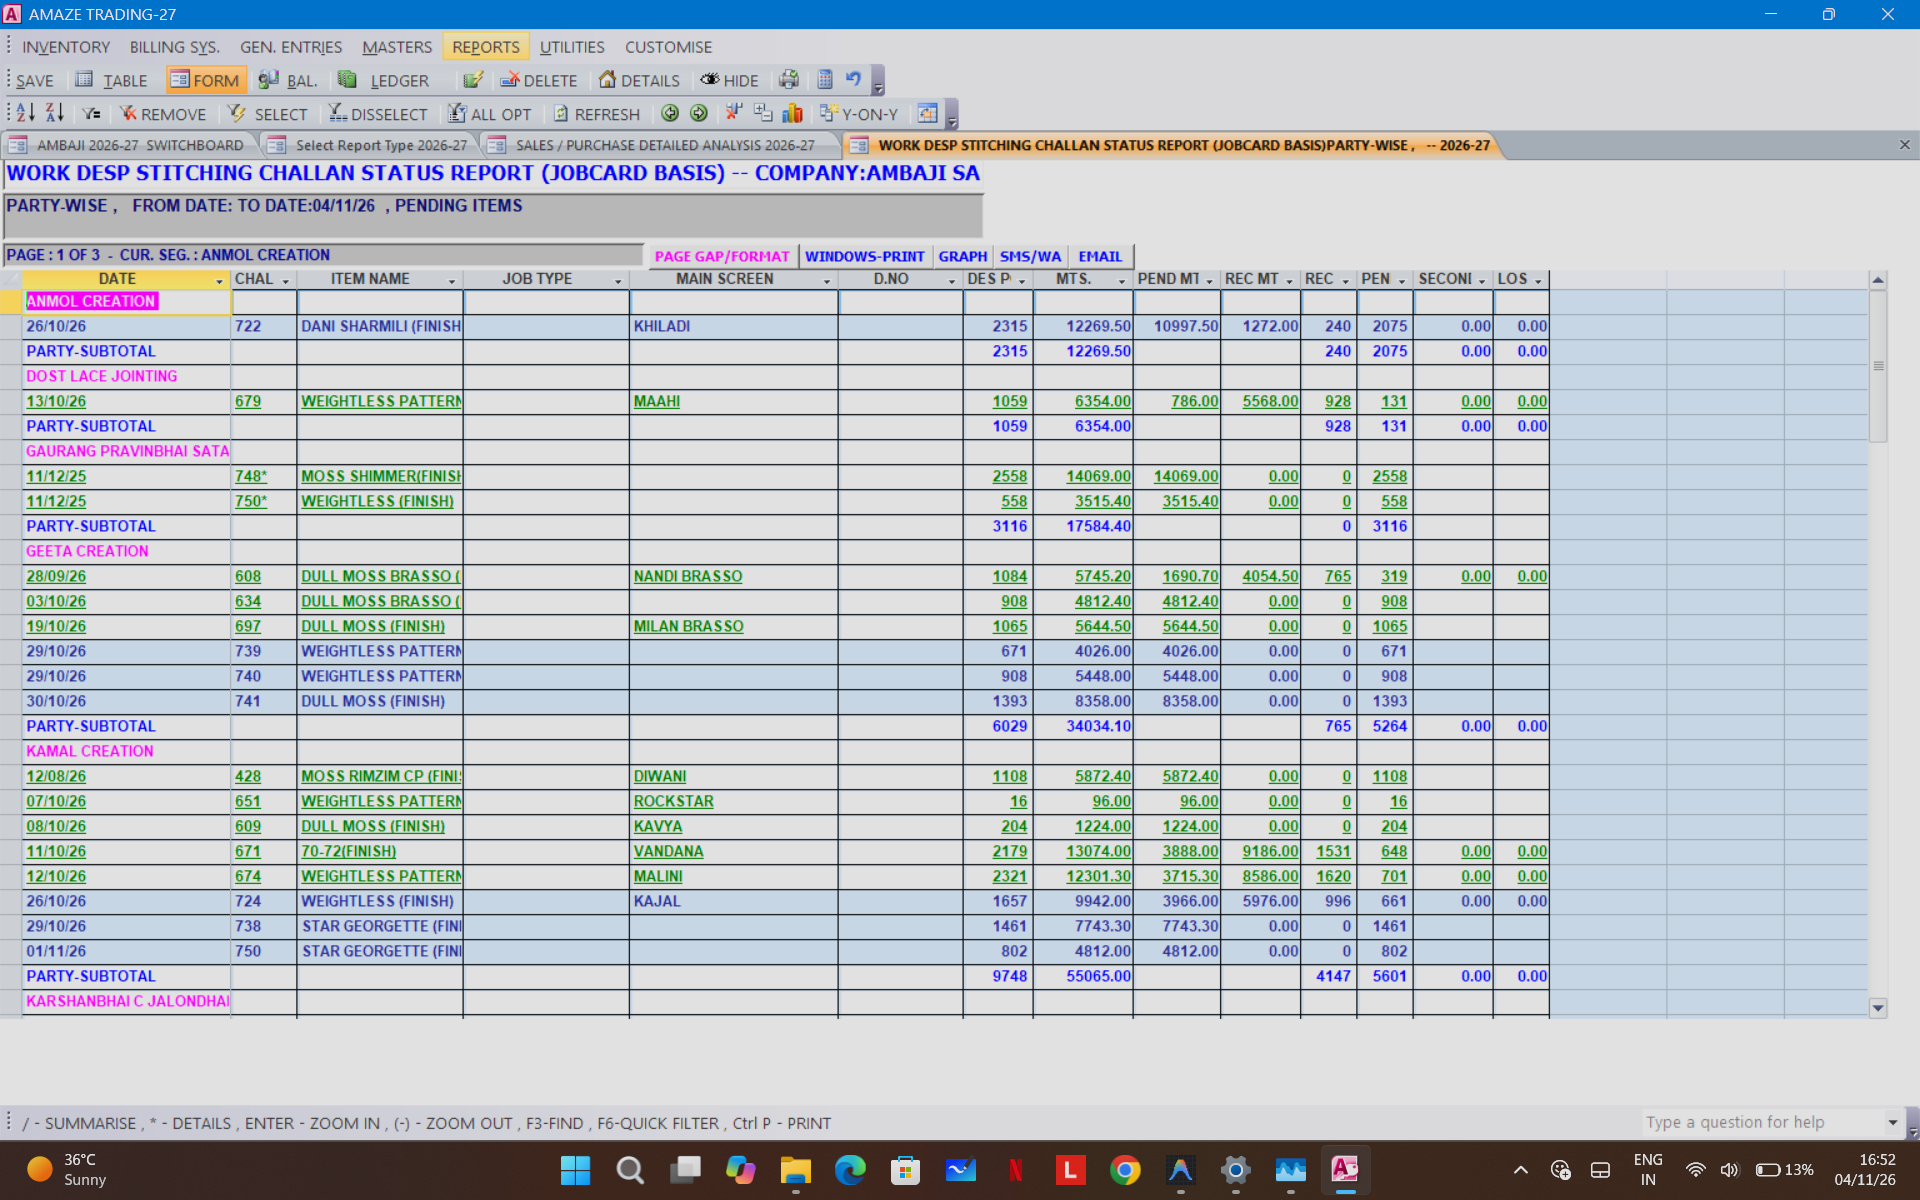 AMAZE TRADING-27
INVENTORY BILLING SYS. GEN. ENTRIES MASTERS REPORTS UTILITIES CUSTOMISE
SAVE TABLE FORM BAL. LEDGER DELETE DETAILS HIDE
REMOVE SELECT DISSELECT ALL OPT REFRESH Y-ON-Y
AMBAJI 2026-27 SWITCHBOARD Select Report Type 2026-27 SALES / PURCHASE DETAILED ANALYSIS 2026-27 WORK DESP STITCHING CHALLAN STATUS REPORT (JOBCARD BASIS)PARTY-WISE , -- 2026-27
WORK DESP STITCHING CHALLAN STATUS REPORT (JOBCARD BASIS) -- COMPANY:AMBAJI SA
PARTY-WISE , FROM DATE: TO DATE:04/11/26 , PENDING ITEMS
PAGE : 1 OF 3 - CUR. SEG. : ANMOL CREATION PAGE GAP/FORMAT WINDOWS-PRINT GRAPH SMS/WA EMAIL
DATE CHAL ITEM NAME JOB TYPE MAIN SCREEN D.NO DES P MTS. PEND MT REC MT REC PEN SECONI LOS
ANMOL CREATION
26/10/26 722 DANI SHARMILI (FINISH KHILADI 2315 12269.50 10997.50 1272.00 240 2075 0.00 0.00
PARTY-SUBTOTAL 2315 12269.50 240 2075 0.00 0.00
DOST LACE JOINTING
13/10/26 679 WEIGHTLESS PATTERN MAAHI 1059 6354.00 786.00 5568.00 928 131 0.00 0.00
PARTY-SUBTOTAL 1059 6354.00 928 131 0.00 0.00
GAURANG PRAVINBHAI SATA
11/12/25 748* MOSS SHIMMER(FINISH 2558 14069.00 14069.00 0.00 0 2558
11/12/25 750* WEIGHTLESS (FINISH) 558 3515.40 3515.40 0.00 0 558
PARTY-SUBTOTAL 3116 17584.40 0 3116
GEETA CREATION
28/09/26 608 DULL MOSS BRASSO ( NANDI BRASSO 1084 5745.20 1690.70 4054.50 765 319 0.00 0.00
03/10/26 634 DULL MOSS BRASSO ( 908 4812.40 4812.40 0.00 0 908
19/10/26 697 DULL MOSS (FINISH) MILAN BRASSO 1065 5644.50 5644.50 0.00 0 1065
29/10/26 739 WEIGHTLESS PATTERN 671 4026.00 4026.00 0.00 0 671
29/10/26 740 WEIGHTLESS PATTERN 908 5448.00 5448.00 0.00 0 908
30/10/26 741 DULL MOSS (FINISH) 1393 8358.00 8358.00 0.00 0 1393
PARTY-SUBTOTAL 6029 34034.10 765 5264 0.00 0.00
KAMAL CREATION
12/08/26 428 MOSS RIMZIM CP (FINI DIWANI 1108 5872.40 5872.40 0.00 0 1108
07/10/26 651 WEIGHTLESS PATTERN ROCKSTAR 16 96.00 96.00 0.00 0 16
08/10/26 609 DULL MOSS (FINISH) KAVYA 204 1224.00 1224.00 0.00 0 204
11/10/26 671 70-72(FINISH) VANDANA 2179 13074.00 3888.00 9186.00 1531 648 0.00 0.00
12/10/26 674 WEIGHTLESS PATTERN MALINI 2321 12301.30 3715.30 8586.00 1620 701 0.00 0.00
26/10/26 724 WEIGHTLESS (FINISH) KAJAL 1657 9942.00 3966.00 5976.00 996 661 0.00 0.00
29/10/26 738 STAR GEORGETTE (FINI 1461 7743.30 7743.30 0.00 0 1461
01/11/26 750 STAR GEORGETTE (FINI 802 4812.00 4812.00 0.00 0 802
PARTY-SUBTOTAL 9748 55065.00 4147 5601 0.00 0.00
KARSHANBHAI C JALONDHAI
/ - SUMMARISE , * - DETAILS , ENTER - ZOOM IN , (-) - ZOOM OUT , F3-FIND , F6-QUICK FILTER , Ctrl P - PRINT Type a question for help
36°C
Sunny
ENG
IN
13%
16:52
04/11/26